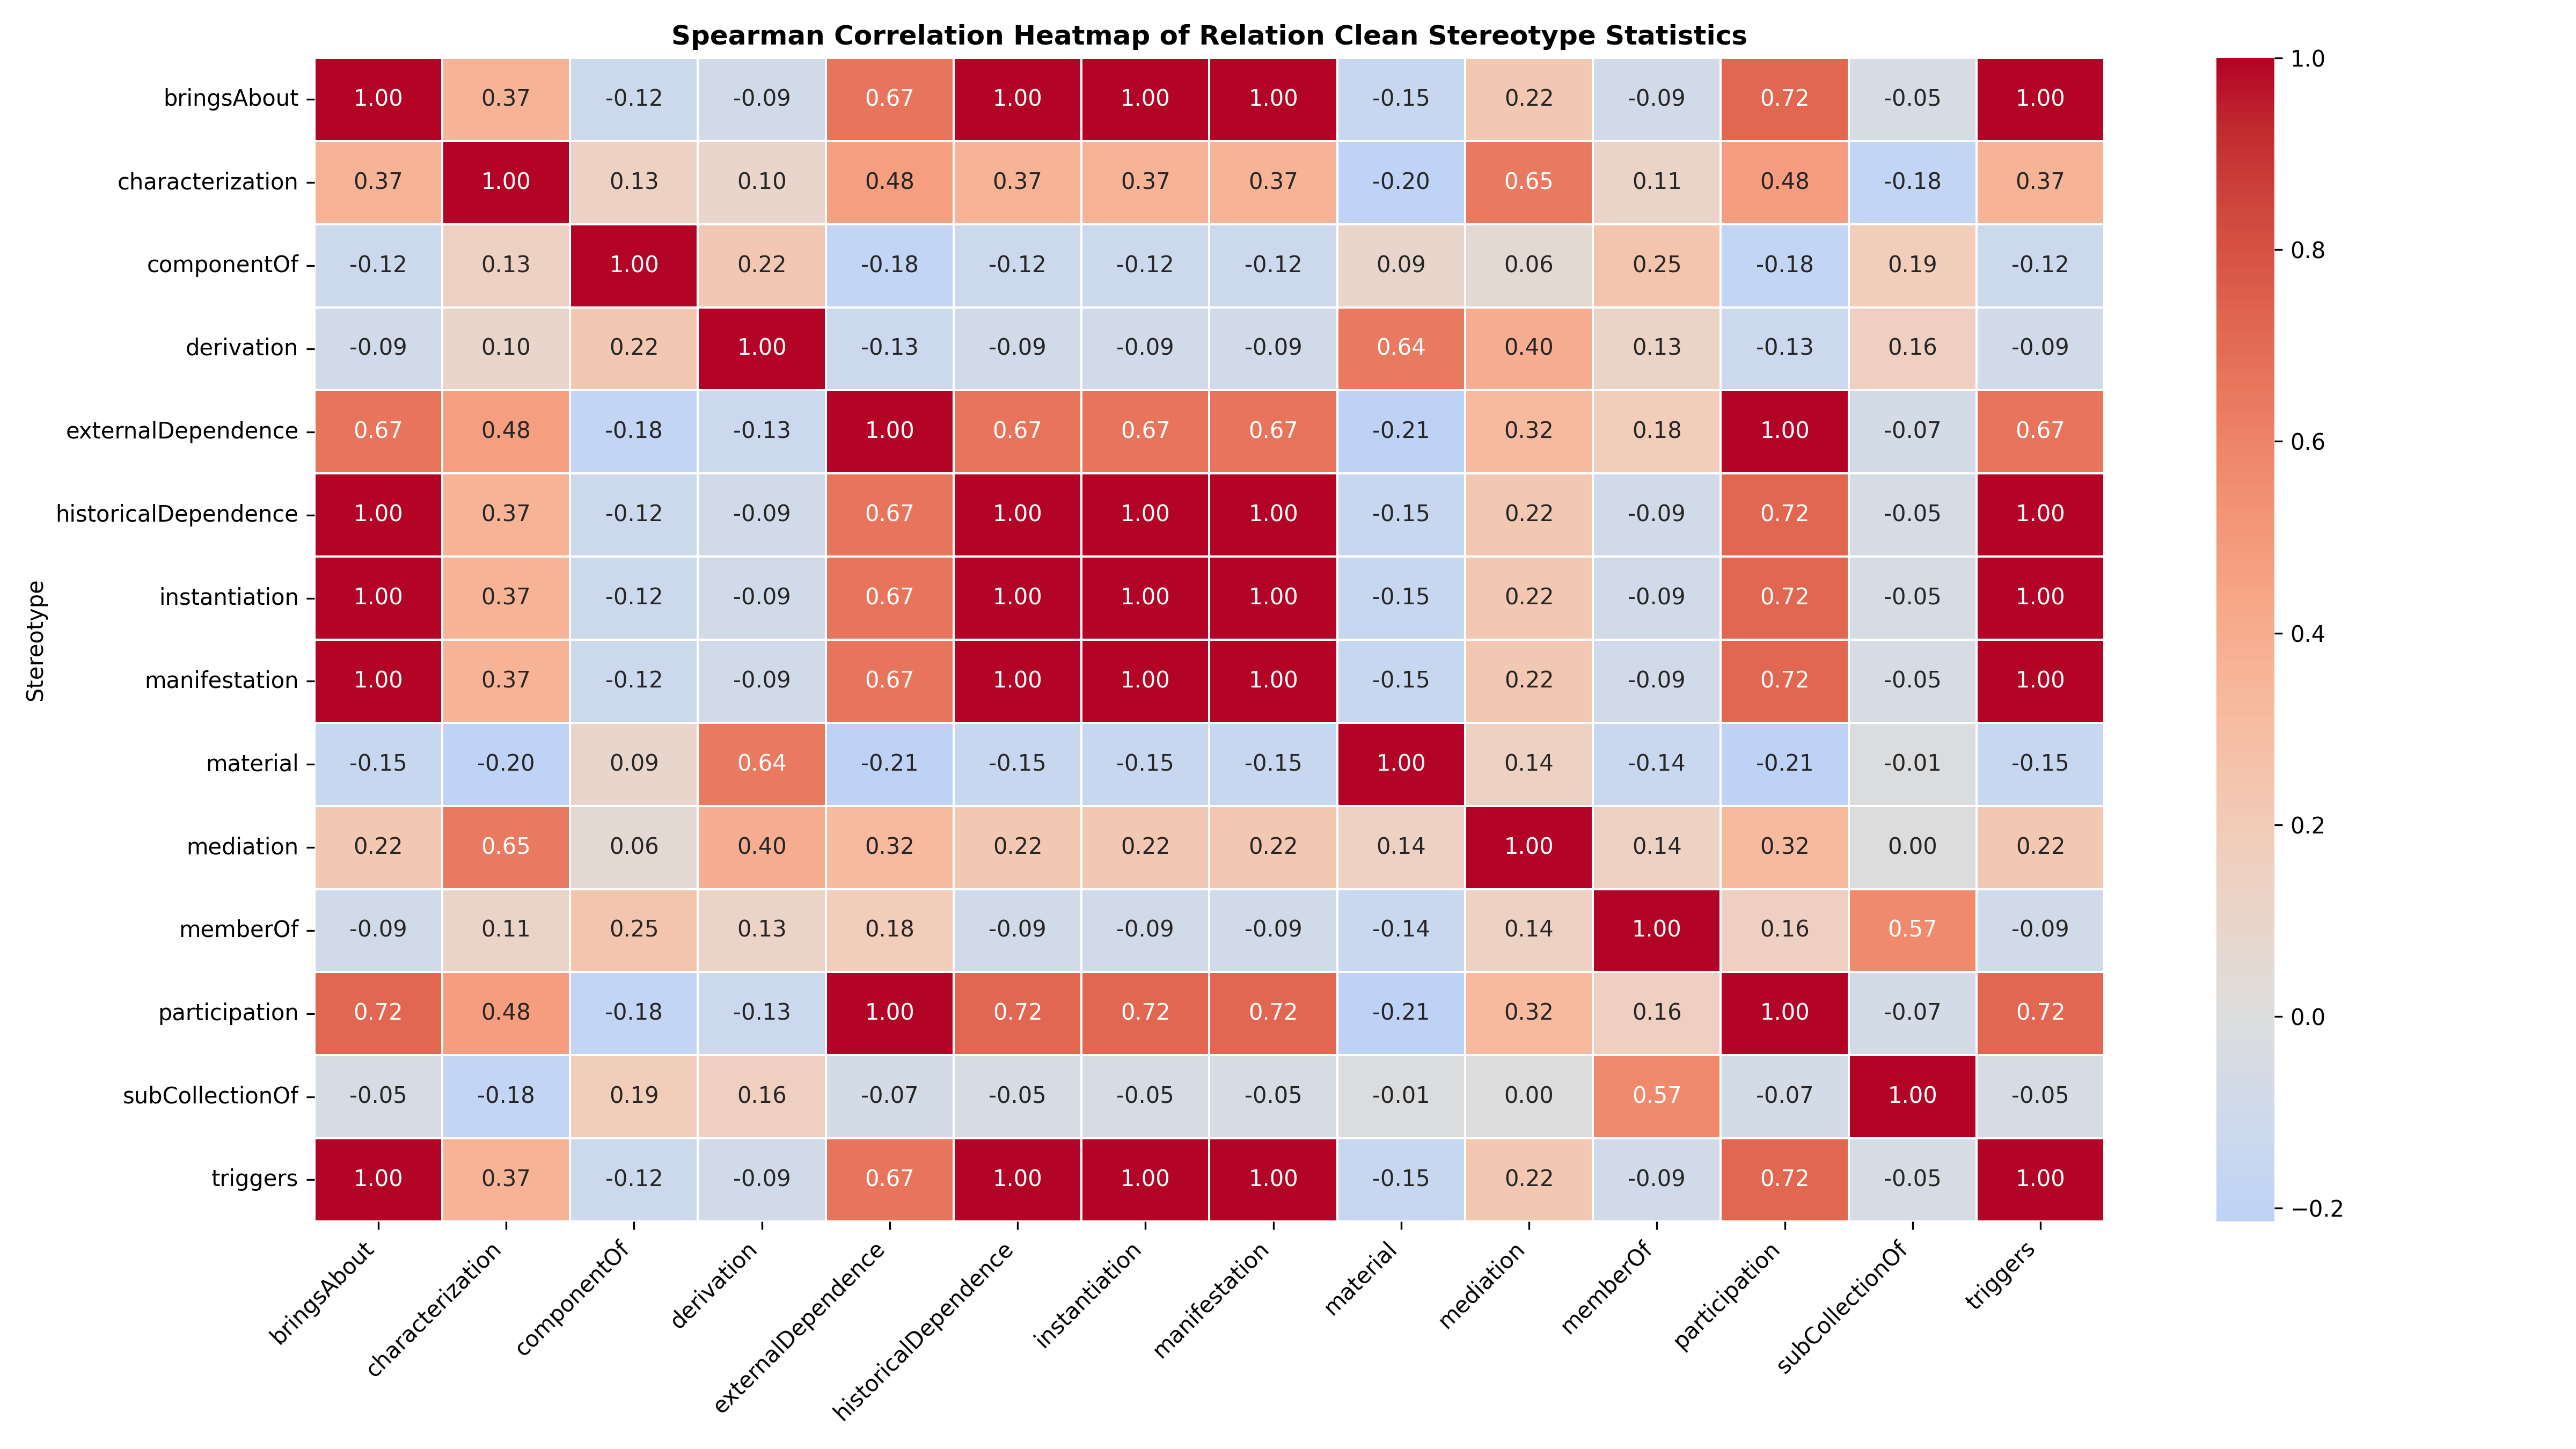 Spearman Correlation Heatmap of Relation Clean Stereotype Statistics
bringsAbout 1.00 0.37 -0.12 -0.09 0.67 1.00 1.00 1.00 -0.15 0.22 -0.09 0.72 -0.05 1.00
characterization 0.37 1.00 0.13 0.10 0.48 0.37 0.37 0.37 -0.20 0.65 0.11 0.48 -0.18 0.37
componentOf -0.12 0.13 1.00 0.22 -0.18 -0.12 -0.12 -0.12 0.09 0.06 0.25 -0.18 0.19 -0.12
derivation -0.09 0.10 0.22 1.00 -0.13 -0.09 -0.09 -0.09 0.64 0.40 0.13 -0.13 0.16 -0.09
externalDependence 0.67 0.48 -0.18 -0.13 1.00 0.67 0.67 0.67 -0.21 0.32 0.18 1.00 -0.07 0.67
historicalDependence 1.00 0.37 -0.12 -0.09 0.67 1.00 1.00 1.00 -0.15 0.22 -0.09 0.72 -0.05 1.00
instantiation 1.00 0.37 -0.12 -0.09 0.67 1.00 1.00 1.00 -0.15 0.22 -0.09 0.72 -0.05 1.00
manifestation 1.00 0.37 -0.12 -0.09 0.67 1.00 1.00 1.00 -0.15 0.22 -0.09 0.72 -0.05 1.00
material -0.15 -0.20 0.09 0.64 -0.21 -0.15 -0.15 -0.15 1.00 0.14 -0.14 -0.21 -0.01 -0.15
mediation 0.22 0.65 0.06 0.40 0.32 0.22 0.22 0.22 0.14 1.00 0.14 0.32 0.00 0.22
memberOf -0.09 0.11 0.25 0.13 0.18 -0.09 -0.09 -0.09 -0.14 0.14 1.00 0.16 0.57 -0.09
participation 0.72 0.48 -0.18 -0.13 1.00 0.72 0.72 0.72 -0.21 0.32 0.16 1.00 -0.07 0.72
subCollectionOf -0.05 -0.18 0.19 0.16 -0.07 -0.05 -0.05 -0.05 -0.01 0.00 0.57 -0.07 1.00 -0.05
triggers 1.00 0.37 -0.12 -0.09 0.67 1.00 1.00 1.00 -0.15 0.22 -0.09 0.72 -0.05 1.00
Stereotype
bringsAbout
characterization
componentOf
derivation
externalDependence
historicalDependence
instantiation
manifestation
material
mediation
memberOf
participation
subCollectionOf
triggers
1.0
0.8
0.6
0.4
0.2
0.0
−0.2